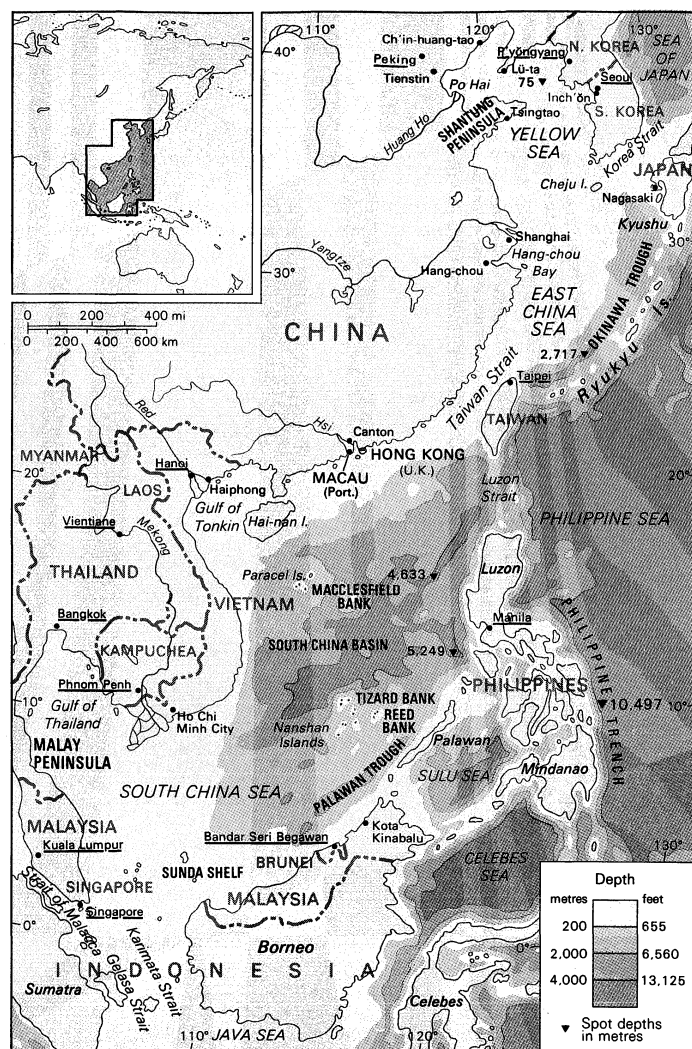 110°
120°
130°
40°
Ch'in-huang-tao
Peking
Tienstin
P'yŏngyang
N. KOREA
SEA
OF
JAPAN
Lü-ta
75
Po Hai
Seoul
Inch'ŏn
Huang Ho
SHANTUNG
PENINSULA
Tsingtao
YELLOW
SEA
S. KOREA
Korea Strait
JAPAN
Cheju I.
Nagasaki
Kyushu
30°
Yangtze
Shanghai
Hang-chou
Hang-chou
Bay
30°
EAST
CHINA
SEA
OKINAWA TROUGH
200 0 200 400 mi
200 0 200 400 600 km
CHINA
2,717
Ryukyu Is.
Taiwan Strait
Taipei
TAIWAN
Red
Hsi
Canton
HONG KONG
(U.K.)
MACAU
(Port.)
MYANMAR
20°
Hanoi
LAOS
Haiphong
Gulf of
Tonkin
Hai-nan I.
Luzon
Strait
20°
PHILIPPINE SEA
Vientiane
Mekong
THAILAND
Paracel Is.
4,633
MACCLESFIELD
BANK
Luzon
VIETNAM
Bangkok
Manila
KAMPUCHEA
SOUTH CHINA BASIN
5,249
PHILIPPINE TRENCH
Phnom Penh
PHILIPPINES
10°
Gulf of
Thailand
Ho Chi
Minh City
TIZARD BANK
REED
BANK
10 497
10°
Nanshan
Islands
MALAY
PENINSULA
Palawan
PALAWAN TROUGH
SULU SEA
Mindanao
SOUTH CHINA SEA
MALAYSIA
Kuala Lumpur
Bandar Seri Begawan
Kota
Kinabalu
BRUNEI
SUNDA SHELF
CELEBES
SEA
130°
SINGAPORE
Singapore
MALAYSIA
Strait of Malacca
0°
Karimata Strait
Gelasa Strait
Borneo
0°
INDONESIA
Sumatra
Celebes
110°
JAVA SEA
120°
Depth
metres feet
200 655
2,000 6,560
4,000 13,125
Spot depths
in metres